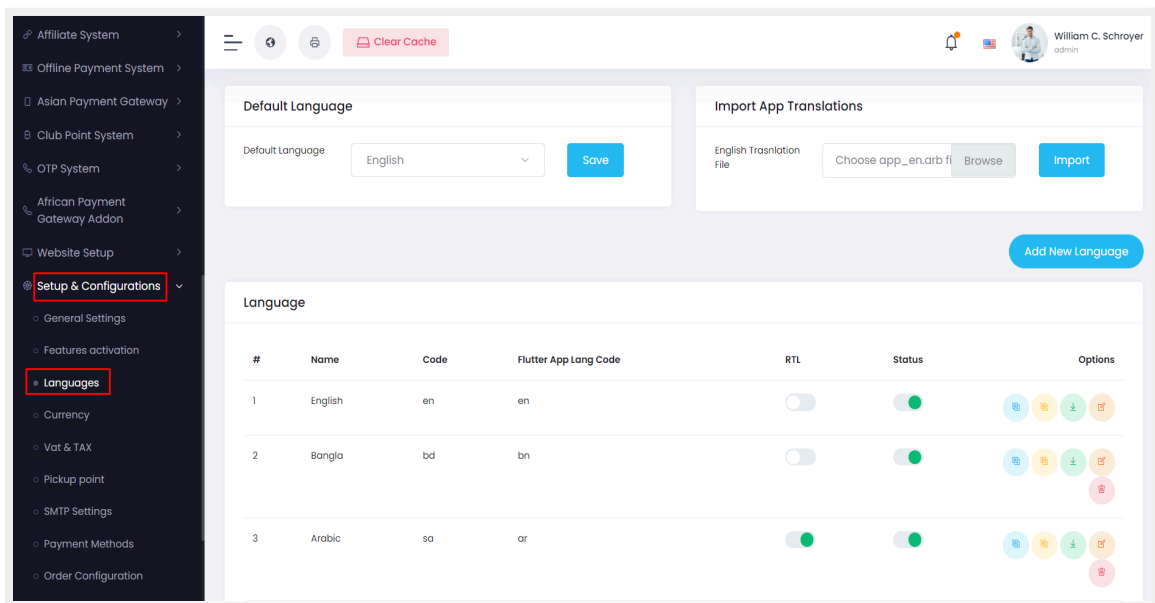 Affiliate System
Offline Payment System
Asian Payment Gateway
Club Point System
OTP System
African Payment
Gateway Addon
Website Setup
Setup & Configurations
General Settings
Features activation
Languages
Currency
Vat & TAX
Pickup point
SMTP Settings
Payment Methods
Order Configuration
Clear Cache
William C. Schroyer
admin
Default Language
Default Language
English
Save
Import App Translations
English Trasnlation
File
Choose app_en.arb fi
Browse
Import
Add New Language
Language
# Name Code Flutter App Lang Code RTL Status Options
1 English en en
2 Bangla bd bn
3 Arabic sa ar